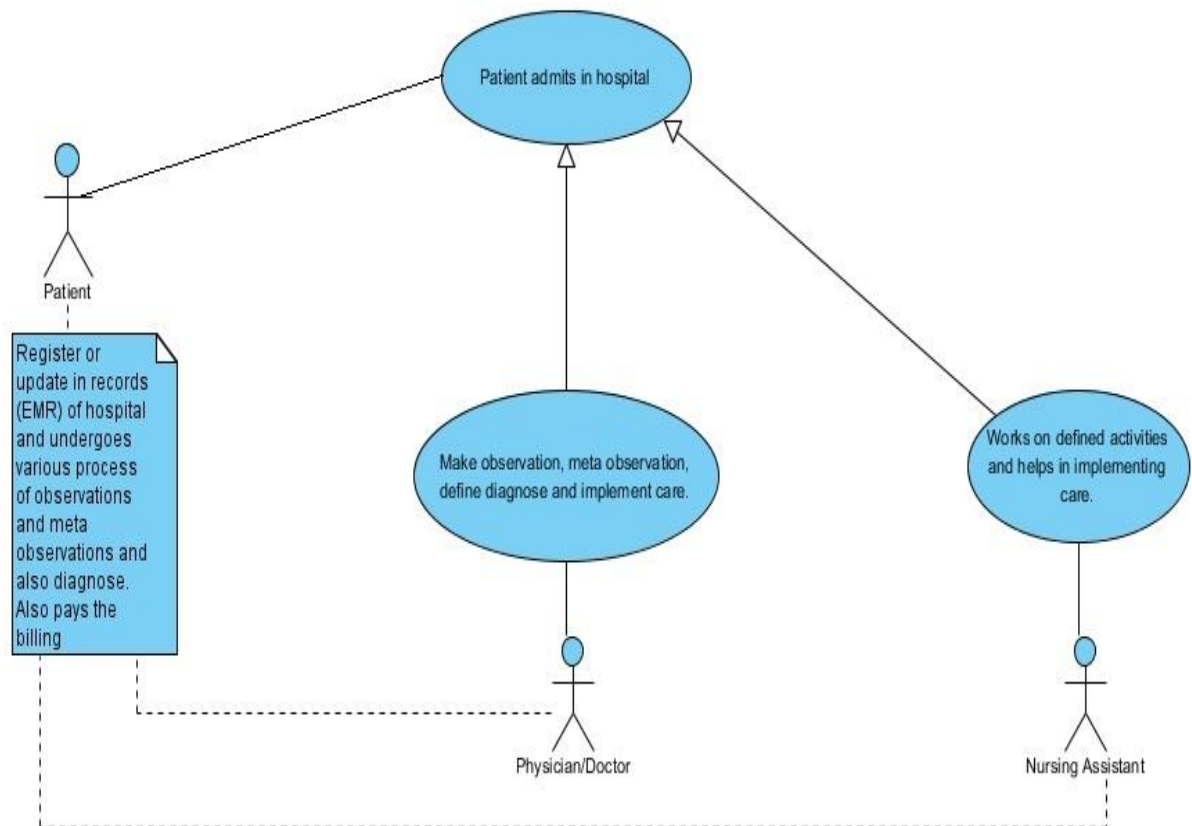 Patient admits in hospital
Patient
Register or
update in records
(EMR) of hospital
and undergoes
various process
of observations
and meta
observations and
also diagnose.
Also pays the
billing
Make observation, meta observation,
define diagnose and implement care.
Works on defined activities
and helps in implementing
care.
Physician/Doctor
Nursing Assistant